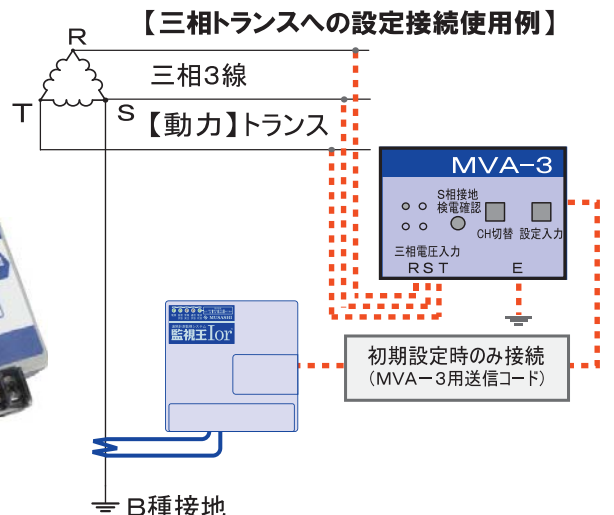 【三相トランスへの設定接続使用例】
R
三相3線
T
S
【動力】トランス
MVA-3
S相接地
検電確認
CH切替
設定入力
三相電圧入力
R S T
E
MUSASHI
監視王Ior
初期設定時のみ接続
(MVA-3用送信コード)
B種接地